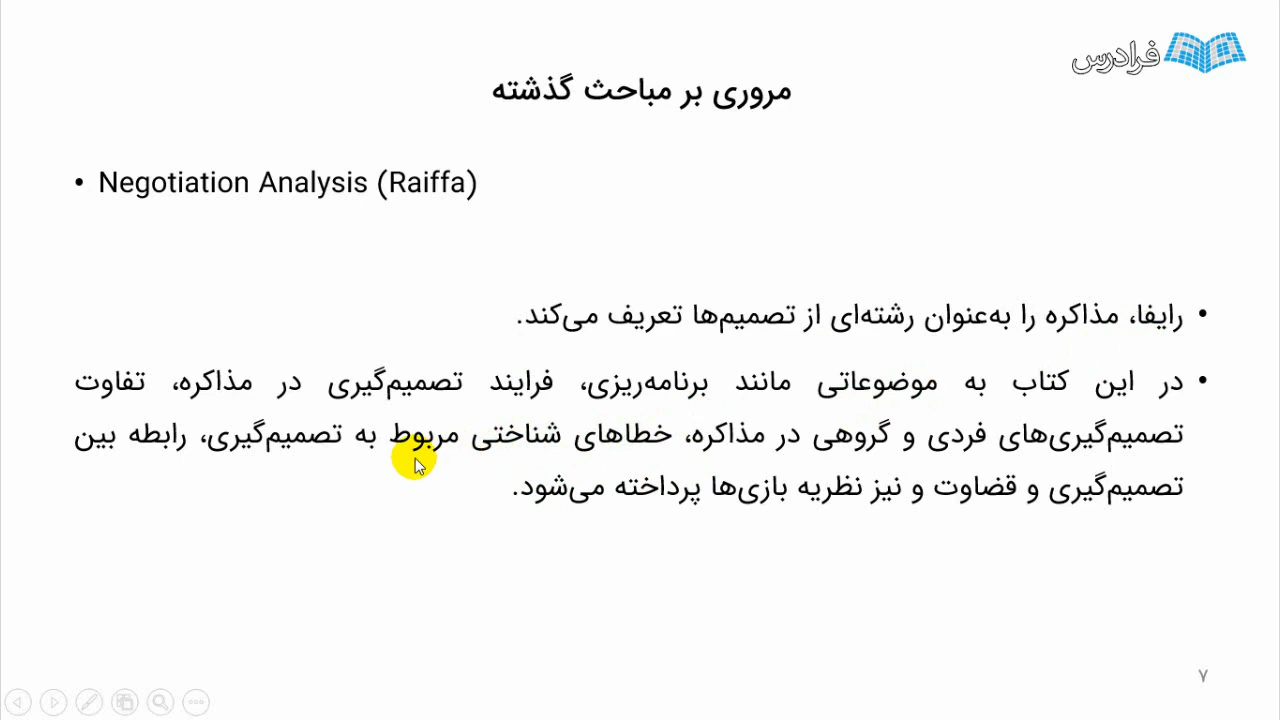 فرادرس
مروری بر مباحث گذشته
• Negotiation Analysis (Raiffa)
• رایفا، مذاکره را به‌عنوان رشته‌ای از تصمیم‌ها تعریف می‌کند.
• در این کتاب به موضوعاتی مانند برنامه‌ریزی، فرایند تصمیم‌گیری در مذاکره، تفاوت
تصمیم‌گیری‌های فردی و گروهی در مذاکره، خطاهای شناختی مربوط به تصمیم‌گیری، رابطه بین
تصمیم‌گیری و قضاوت و نیز نظریه بازی‌ها پرداخته می‌شود.
۷